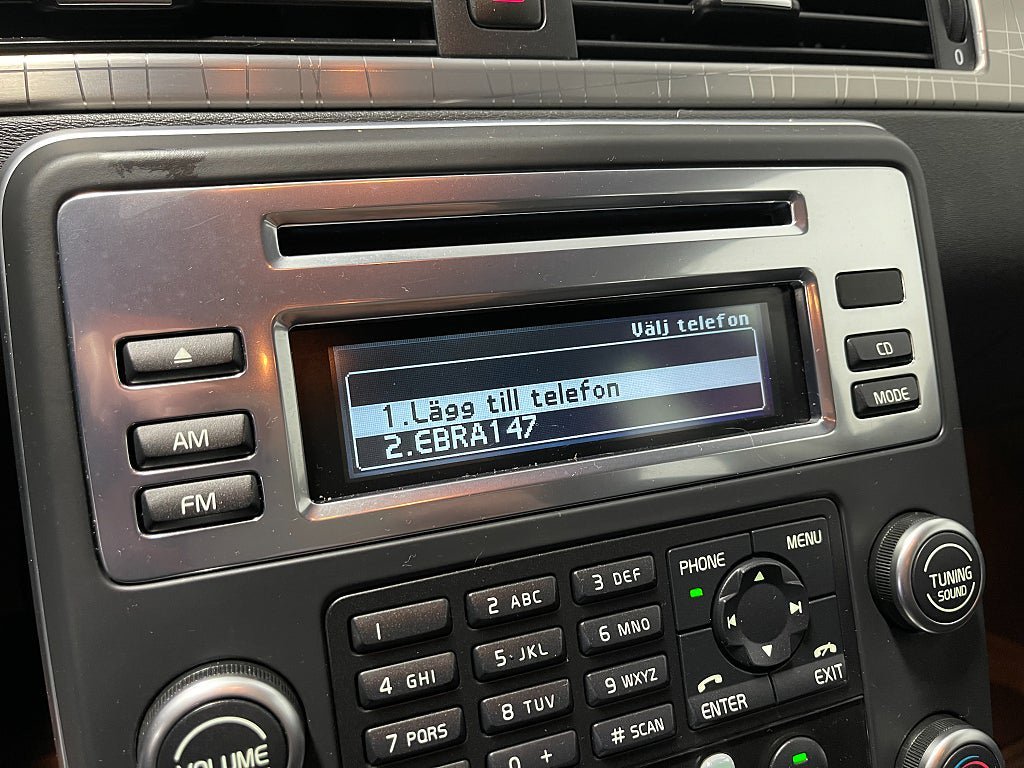 0
Välj telefon
1.Lägg till telefon
2.EBRA147
CD
MODE
AM
FM
PHONE
MENU
ENTER
EXIT
1
2 ABC
3 DEF
4 GHI
5 · JKL
6 MNO
7 PQRS
8 TUV
9 WXYZ
0 +
# SCAN
TUNING
SOUND
VOLUME